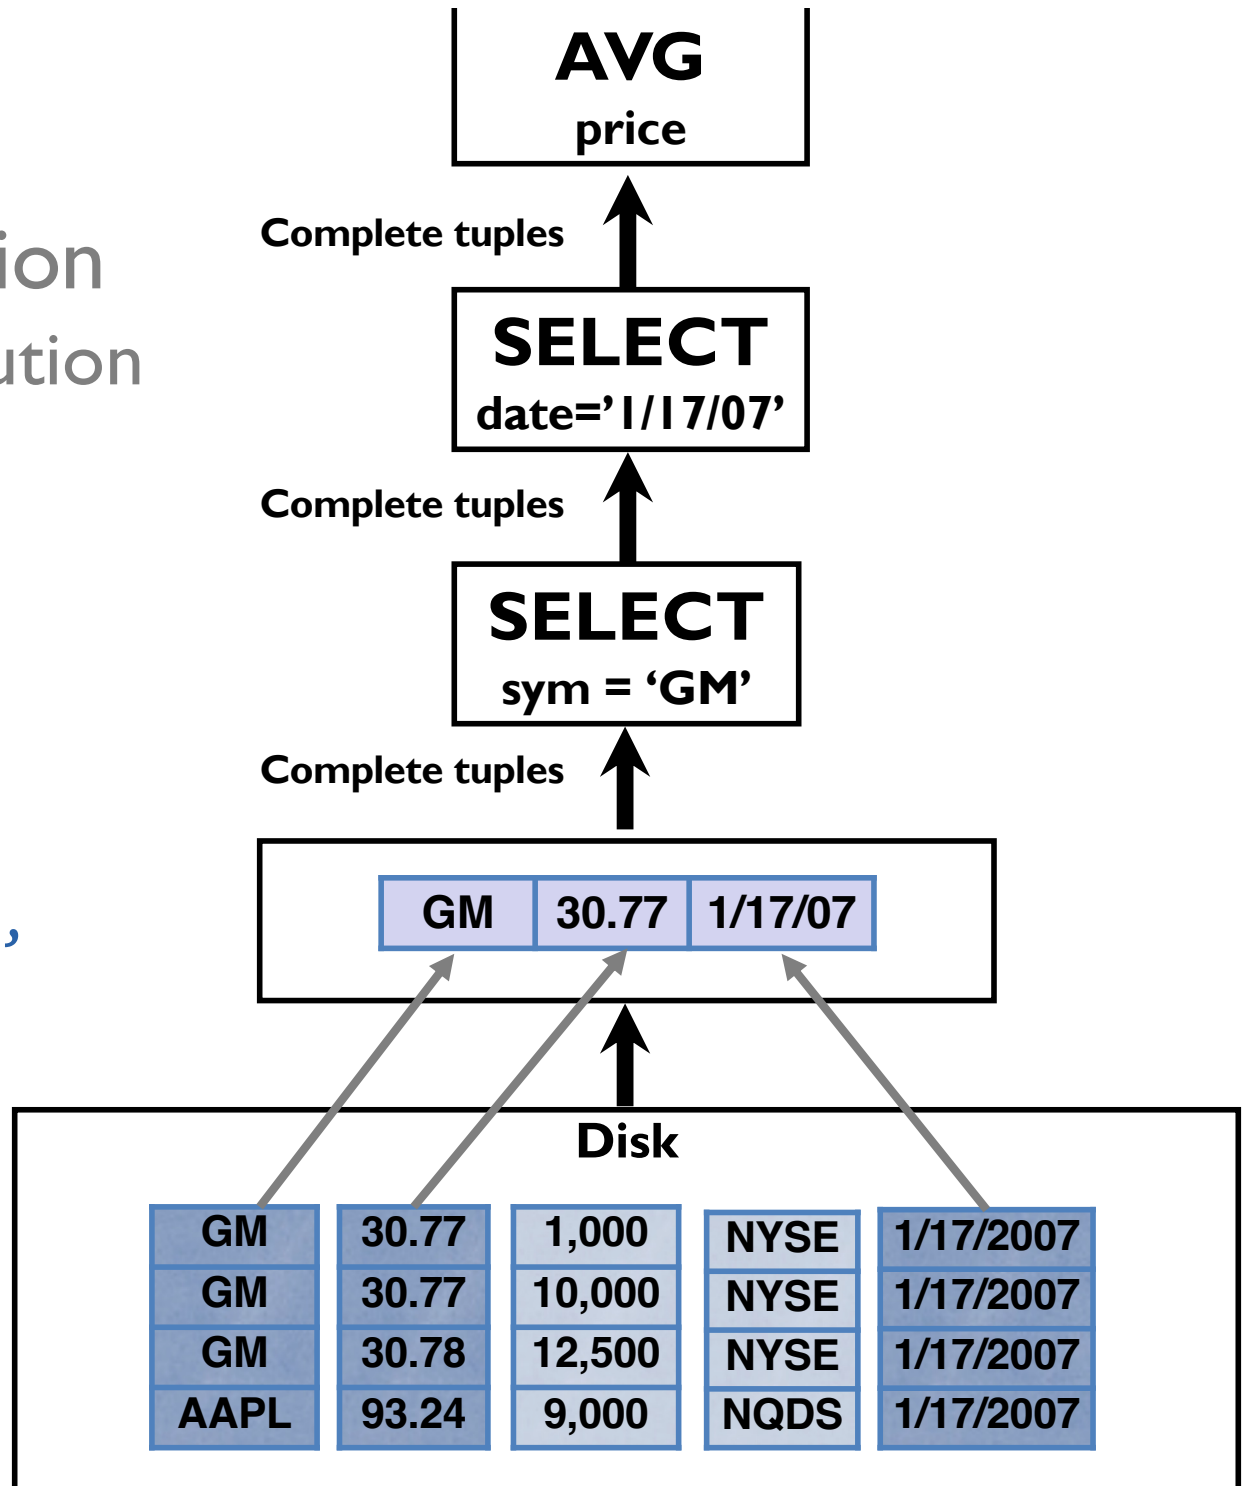 AVG
price
Complete tuples
ion
ution
SELECT
date=’1/17/07’
Complete tuples
SELECT
sym = ‘GM’
Complete tuples
GM 30.77 1/17/07
,
Disk
GM 30.77 1,000 NYSE 1/17/2007
GM 30.77 10,000 NYSE 1/17/2007
GM 30.78 12,500 NYSE 1/17/2007
AAPL 93.24 9,000 NQDS 1/17/2007